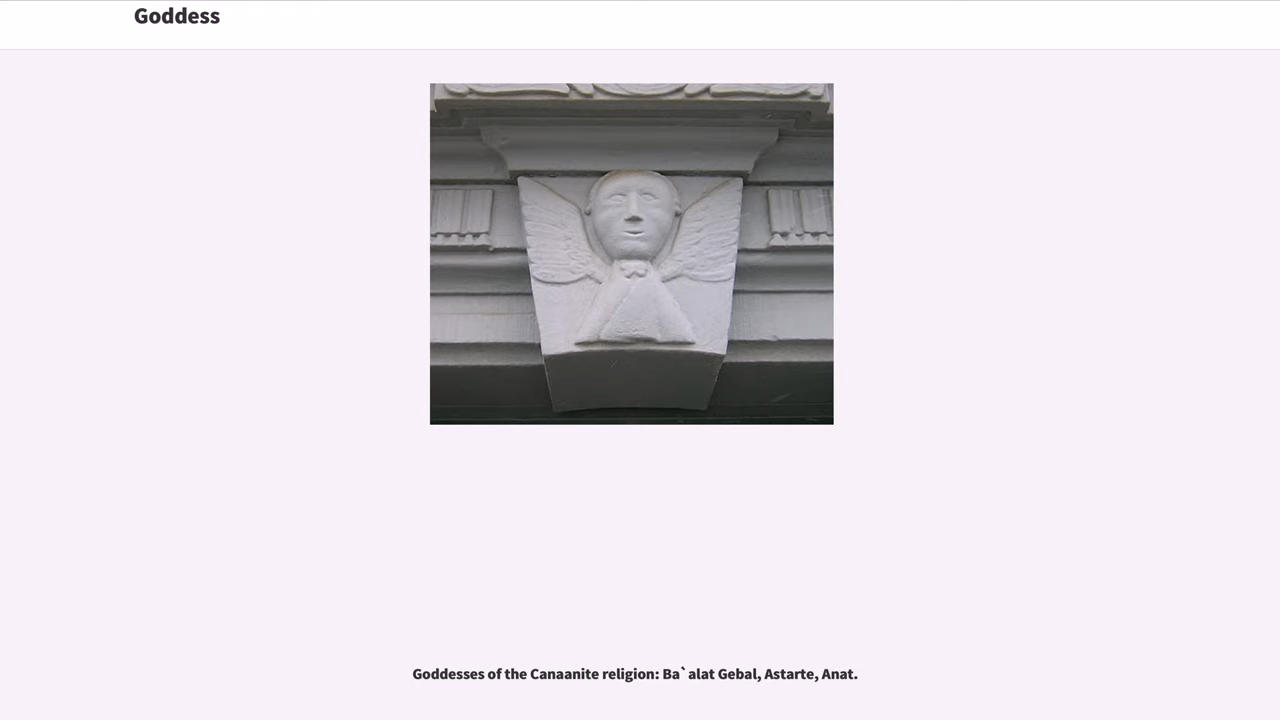 Goddess
Goddesses of the Canaanite religion: Ba`alat Gebal, Astarte, Anat.